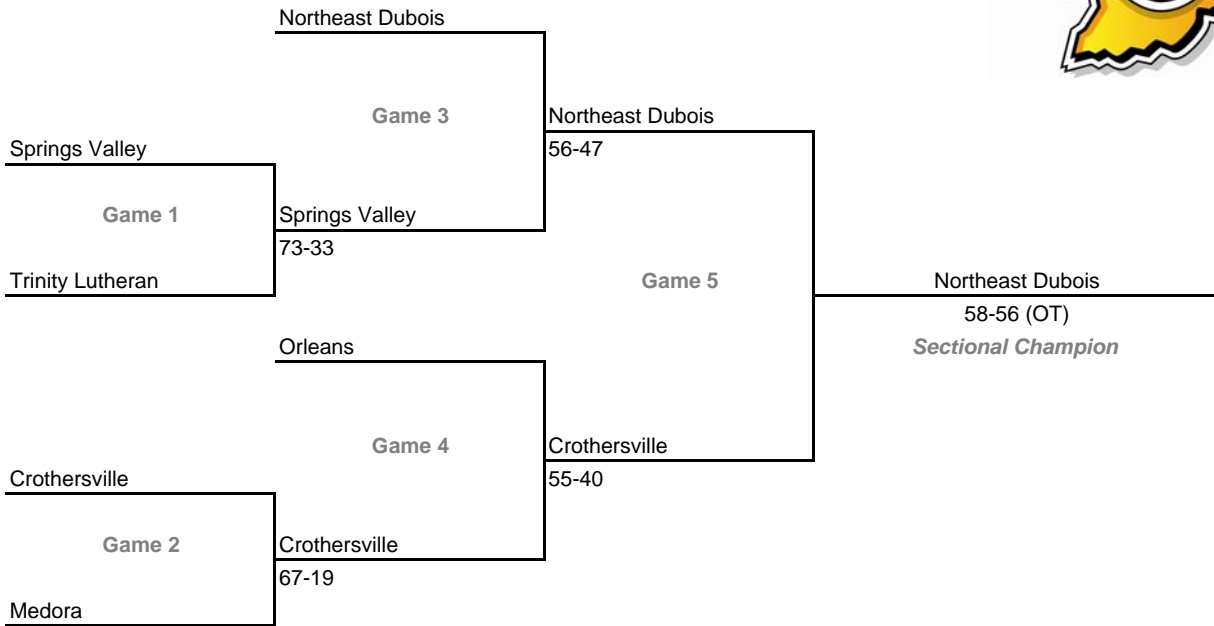 Northeast Dubois
Game 3
Northeast Dubois
Springs Valley
56-47
Game 1
Springs Valley
73-33
Trinity Lutheran
Game 5
Northeast Dubois
58-56 (OT)
Orleans
Sectional Champion
Game 4
Crothersville
Crothersville
55-40
Game 2
Crothersville
67-19
Medora